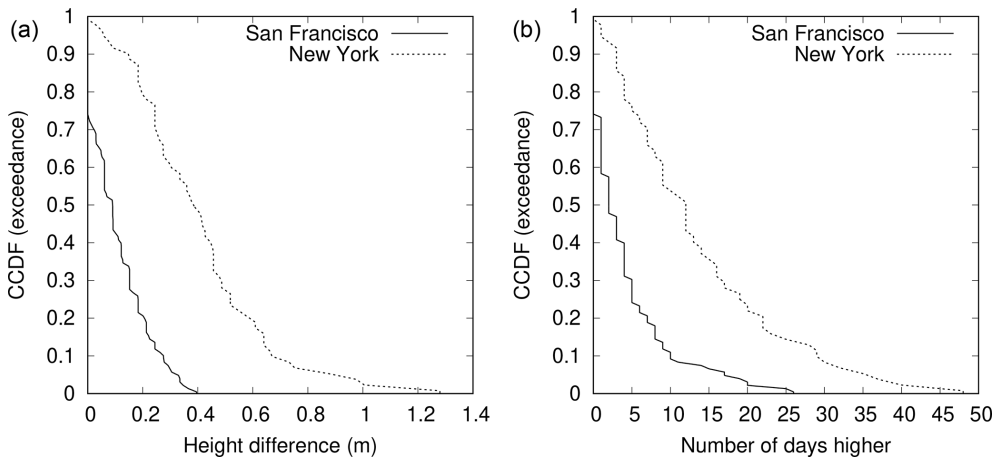 (a)
San Francisco
New York
CCDF (exceedance)
1
0.9
0.8
0.7
0.6
0.5
0.4
0.3
0.2
0.1
0
0 0.2 0.4 0.6 0.8 1 1.2 1.4
Height difference (m)
(b)
San Francisco
New York
CCDF (exceedance)
1
0.9
0.8
0.7
0.6
0.5
0.4
0.3
0.2
0.1
0
0 5 10 15 20 25 30 35 40 45 50
Number of days higher